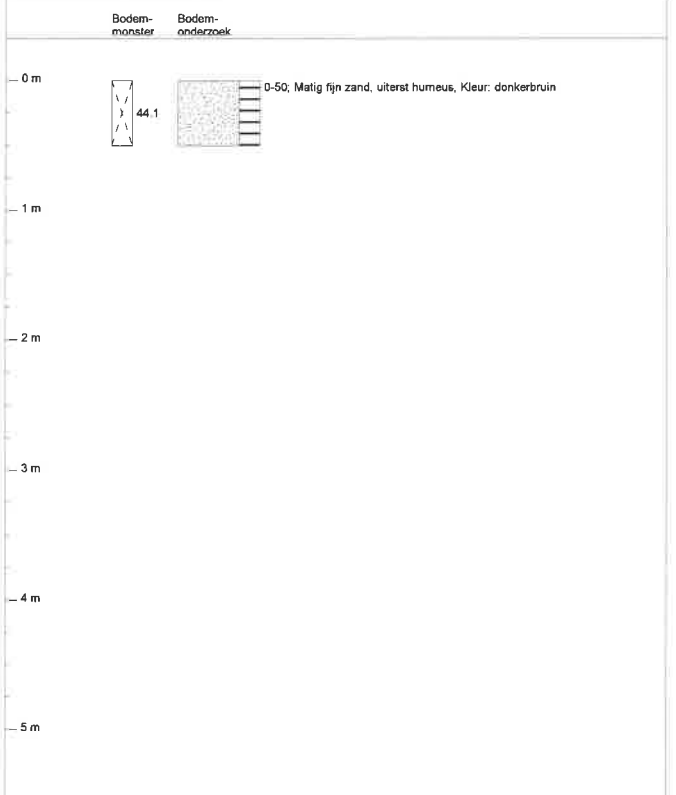 Bodem-
monster
Bodem-
onderzoek
0 m
44.1
0-50; Matig fijn zand, uiterst humeus, Kleur: donkerbruin
1 m
2 m
3 m
4 m
5 m